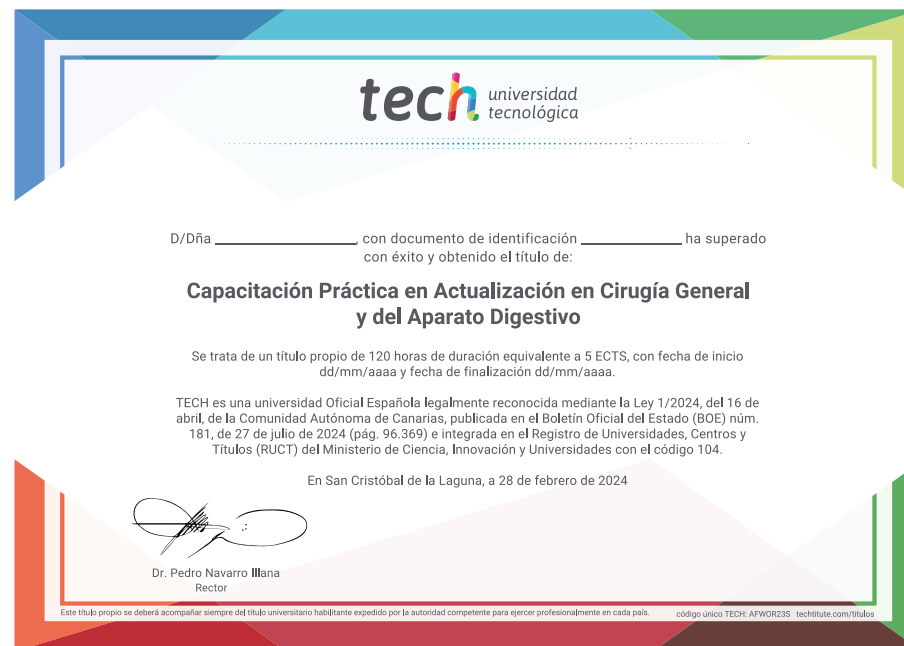 tech universidad
tecnológica
D/Dña ______________, con documento de identificación __________ ha superado
con éxito y obtenido el título de:
Capacitación Práctica en Actualización en Cirugía General
y del Aparato Digestivo
Se trata de un título propio de 120 horas de duración equivalente a 5 ECTS, con fecha de inicio
dd/mm/aaaa y fecha de finalización dd/mm/aaaa.
TECH es una universidad Oficial Española legalmente reconocida mediante la Ley 1/2024, del 16 de
abril, de la Comunidad Autónoma de Canarias, publicada en el Boletín Oficial del Estado (BOE) núm.
181, de 27 de julio de 2024 (pág. 96.369) e integrada en el Registro de Universidades, Centros y
Títulos (RUCT) del Ministerio de Ciencia, Innovación y Universidades con el código 104.
En San Cristóbal de la Laguna, a 28 de febrero de 2024
Dr. Pedro Navarro Illana
Rector
Este título propio se deberá acompañar siempre del título universitario habilitante expedido por la autoridad competente para ejercer profesionalmente en cada país.
código único TECH: AFWOR23S techtitute.com/titulos